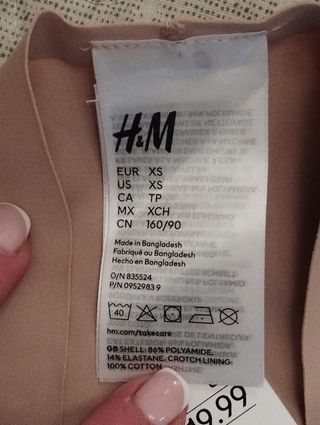 H&M
EUR XS
US XS
CA TP
MX XCH
CN 160/90
Made in Bangladesh
Fabriqué au Bangladesh
Hecho en Bangladesh
O/N 835524
P/N 0952983 9
40
hm.com/takecare
GB SHELL: 86% POLYAMIDE,
14% ELASTANE. CROTCH LINING:
100% COTTON
19.99